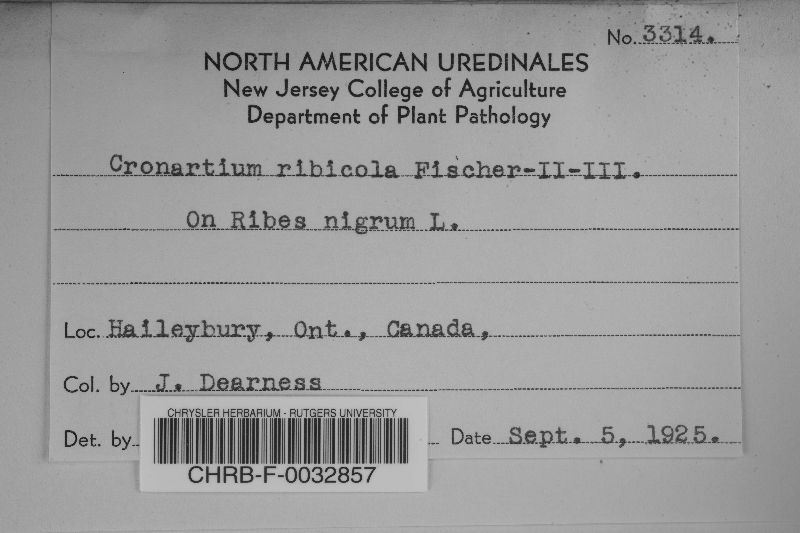 No. 3314.
NORTH AMERICAN UREDINALES
New Jersey College of Agriculture
Department of Plant Pathology
Cronartium ribicola Fischer-II-III.
On Ribes nigrum L.
Loc. Haileybury, Ont., Canada,
Col. by J. Dearness
Det. by Date Sept. 5, 1925.
CHRYSLER HERBARIUM - RUTGERS UNIVERSITY
CHRB-F-0032857